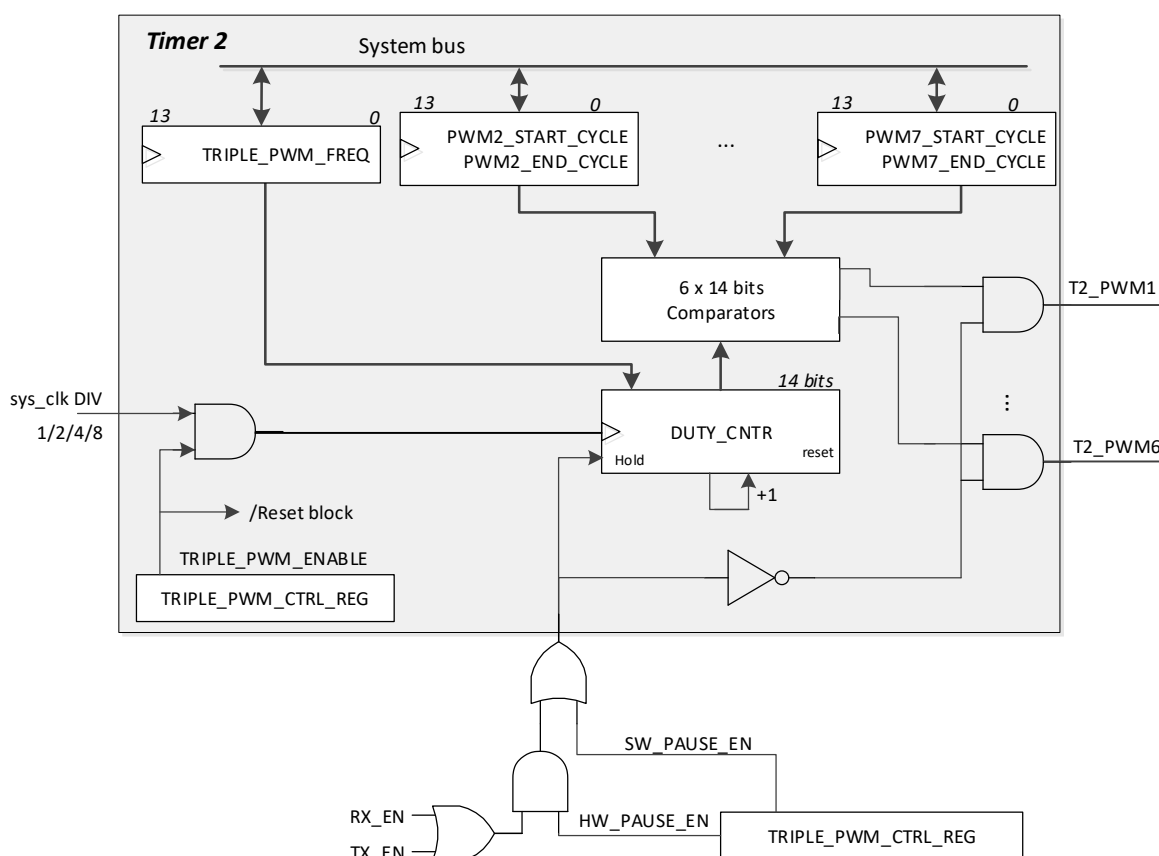 Timer 2
System bus
13
0
13
0
13
0
TRIPLE_PWM_FREQ
PWM2_START_CYCLE
PWM2_END_CYCLE
...
PWM7_START_CYCLE
PWM7_END_CYCLE
6 x 14 bits
Comparators
T2_PWM1
14 bits
sys_clk DIV
1/2/4/8
DUTY_CNTR
Hold
reset
+1
...
T2_PWM6
/Reset block
TRIPLE_PWM_ENABLE
TRIPLE_PWM_CTRL_REG
SW_PAUSE_EN
RX_EN
HW_PAUSE_EN
TRIPLE_PWM_CTRL_REG
TX_EN